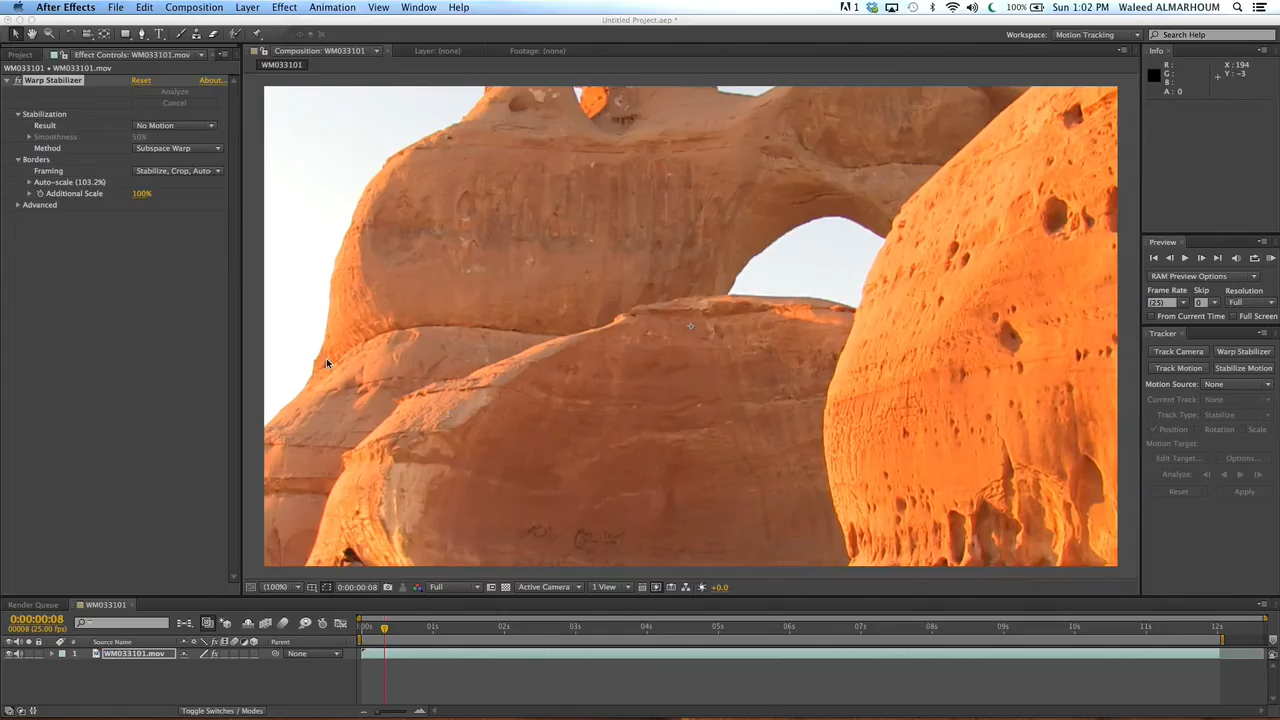 After Effects File Edit Composition Layer Effect Animation View Window Help 1 100% Sun 1:02 PM Waleed ALMARHOUM
Untitled Project.aep *
Workspace: Motion Tracking Search Help
Project Effect Controls: WM033101.mov Composition: WM033101 Layer: (none) Footage: (none) Info
WM033101 • WM033101.mov WM033101
R: X: 194
G: Y: -3
B:
A: 0
fx Warp Stabilizer Reset About...
Analyze
Cancel
Stabilization
Result No Motion
Smoothness 50%
Method Subspace Warp
Borders
Framing Stabilize, Crop, Auto
Auto-scale (103.2%)
Additional Scale 100%
Advanced
Preview
RAM Preview Options
Frame Rate Skip Resolution
(25) 0 Full
From Current Time Full Screen
Tracker
Track Camera Warp Stabilizer
Track Motion Stabilize Motion
Motion Source: None
Current Track: None
Track Type: Stabilize
Position Rotation Scale
Motion Target:
Edit Target... Options...
Analyze:
Reset Apply
(100%) 0:00:00:08 Full Active Camera 1 View +0.0
Render Queue WM033101
0:00:00:08
00008 (25.00 fps)
00s 01s 02s 03s 04s 05s 06s 07s 08s 09s 10s 11s 12s
# Source Name fx Parent
1 WM033101.mov fx None
Toggle Switches / Modes